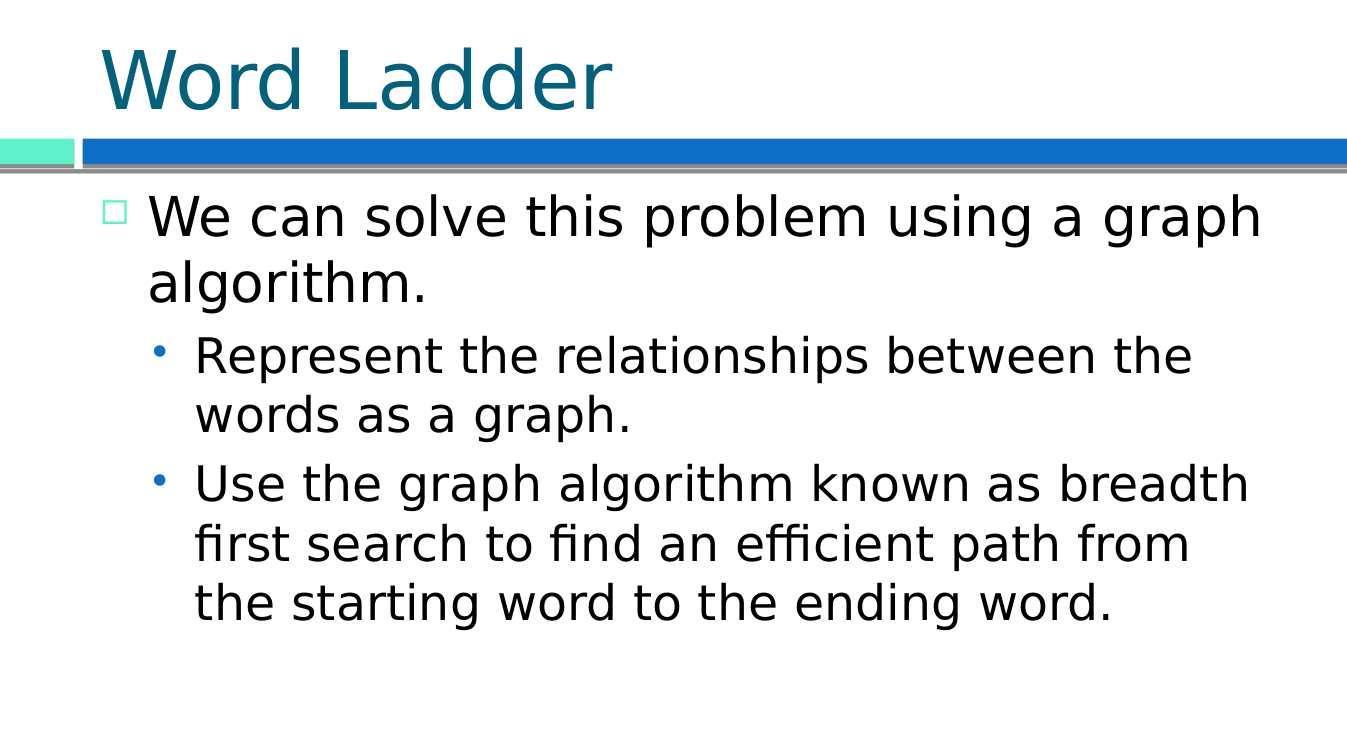 Word Ladder
We can solve this problem using a graph
algorithm.
• Represent the relationships between the
words as a graph.
• Use the graph algorithm known as breadth
first search to find an efficient path from
the starting word to the ending word.